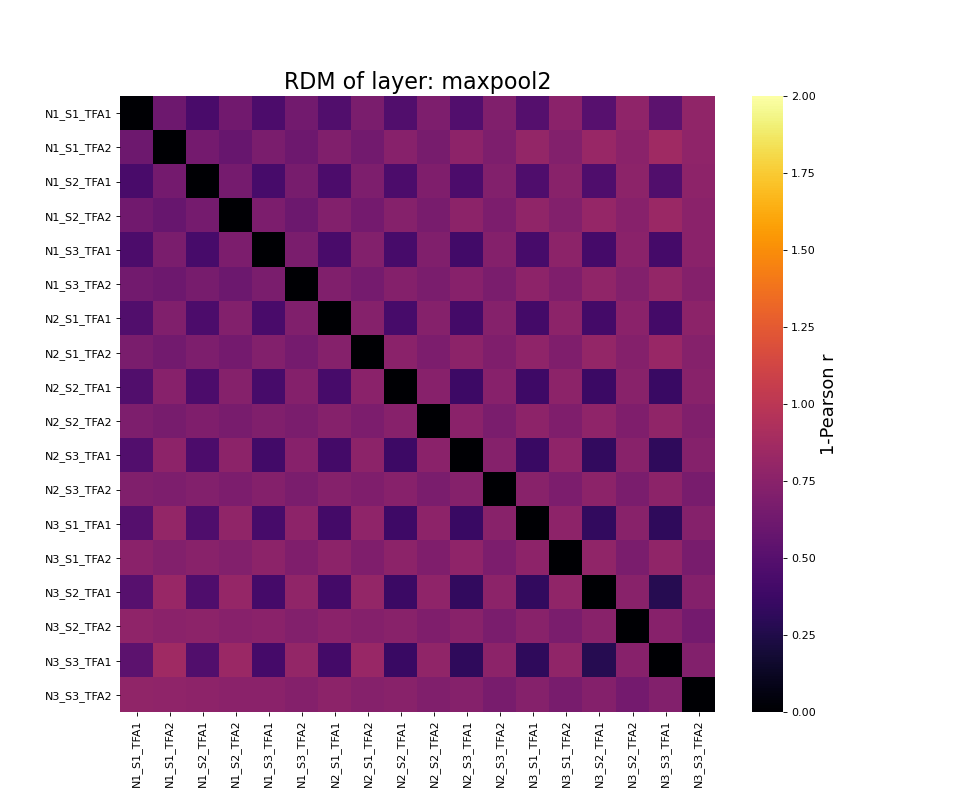 RDM of layer: maxpool2
N1_S1_TFA1
N1_S1_TFA2
N1_S2_TFA1
N1_S2_TFA2
N1_S3_TFA1
N1_S3_TFA2
N2_S1_TFA1
N2_S1_TFA2
N2_S2_TFA1
N2_S2_TFA2
N2_S3_TFA1
N2_S3_TFA2
N3_S1_TFA1
N3_S1_TFA2
N3_S2_TFA1
N3_S2_TFA2
N3_S3_TFA1
N3_S3_TFA2
N1_S1_TFA1
N1_S1_TFA2
N1_S2_TFA1
N1_S2_TFA2
N1_S3_TFA1
N1_S3_TFA2
N2_S1_TFA1
N2_S1_TFA2
N2_S2_TFA1
N2_S2_TFA2
N2_S3_TFA1
N2_S3_TFA2
N3_S1_TFA1
N3_S1_TFA2
N3_S2_TFA1
N3_S2_TFA2
N3_S3_TFA1
N3_S3_TFA2
2.00
1.75
1.50
1.25
1.00
0.75
0.50
0.25
0.00
1-Pearson r